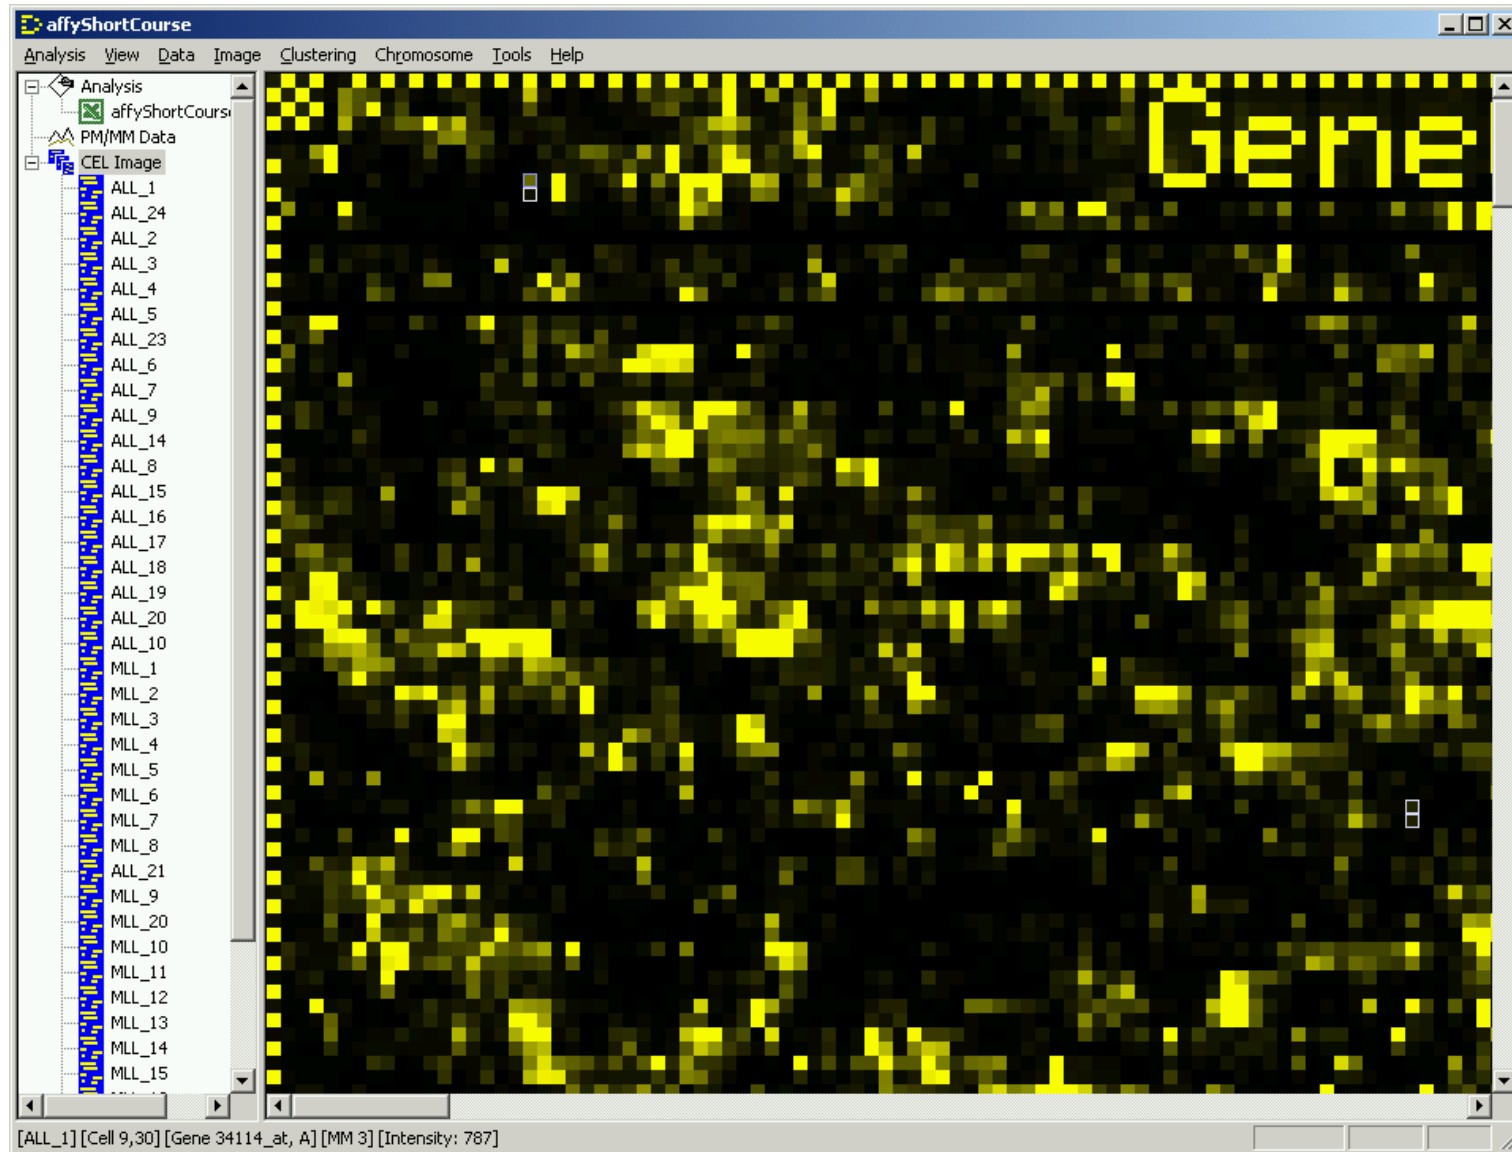 affyShortCourse
Analysis View Data Image Clustering Chromosome Tools Help
Analysis
affyShortCours
PM/MM Data
CEL Image
ALL_1
ALL_24
ALL_2
ALL_3
ALL_4
ALL_5
ALL_23
ALL_6
ALL_7
ALL_9
ALL_14
ALL_8
ALL_15
ALL_16
ALL_17
ALL_18
ALL_19
ALL_20
ALL_10
MLL_1
MLL_2
MLL_3
MLL_4
MLL_5
MLL_6
MLL_7
MLL_8
ALL_21
MLL_9
MLL_20
MLL_10
MLL_11
MLL_12
MLL_13
MLL_14
MLL_15
Gene
[ALL_1] [Cell 9,30] [Gene 34114_at, A] [MM 3] [Intensity: 787]